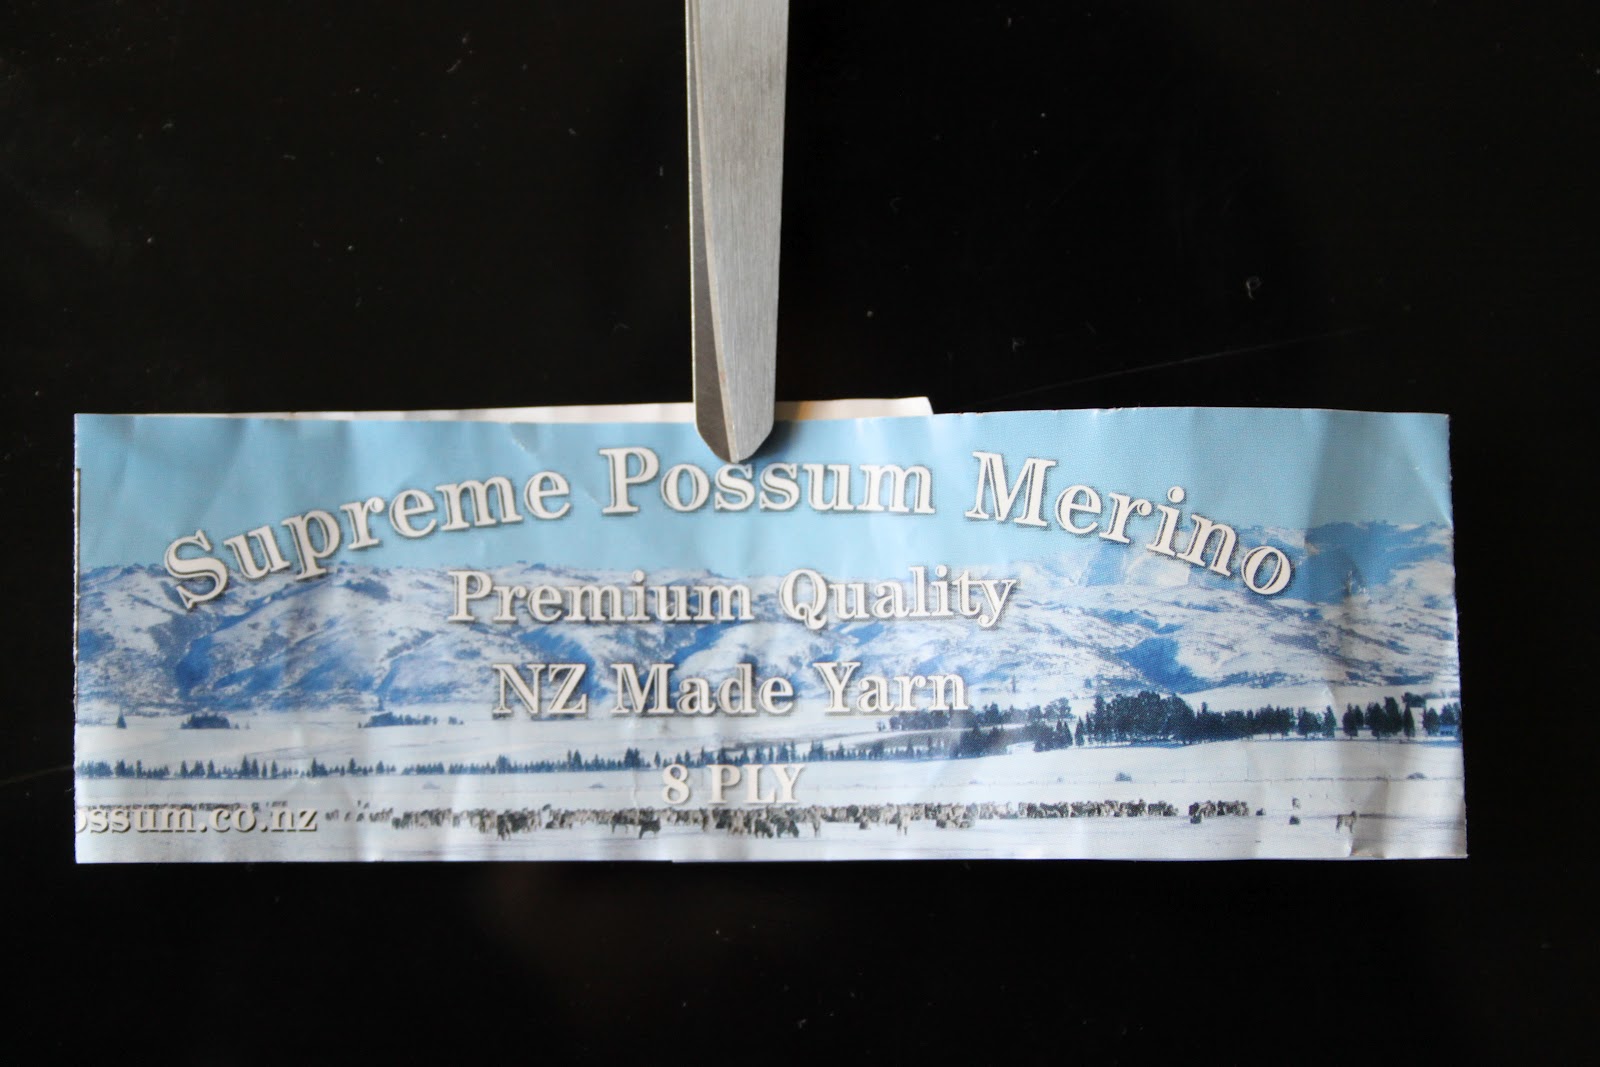 Supreme Possum Merino
Premium Quality
NZ Made Yarn
8 PLY
ossum.co.nz